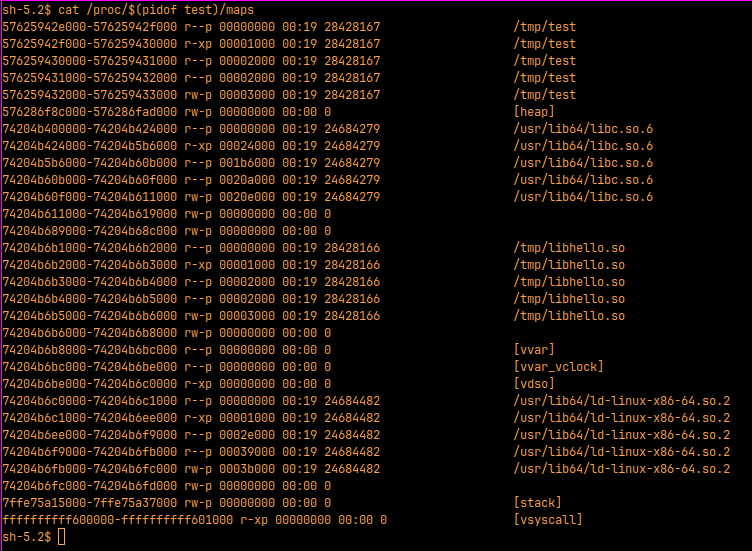 sh-5.2$ cat /proc/$(pidof test)/maps
57625942e000-57625942f000 r--p 00000000 00:19 28428167 /tmp/test
57625942f000-576259430000 r-xp 00001000 00:19 28428167 /tmp/test
576259430000-576259431000 r--p 00002000 00:19 28428167 /tmp/test
576259431000-576259432000 r--p 00002000 00:19 28428167 /tmp/test
576259432000-576259433000 rw-p 00003000 00:19 28428167 /tmp/test
576286f8c000-576286fad000 rw-p 00000000 00:00 0 [heap]
74204b400000-74204b424000 r--p 00000000 00:19 24684279 /usr/lib64/libc.so.6
74204b424000-74204b5b6000 r-xp 00024000 00:19 24684279 /usr/lib64/libc.so.6
74204b5b6000-74204b60b000 r--p 001b6000 00:19 24684279 /usr/lib64/libc.so.6
74204b60b000-74204b60f000 r--p 0020a000 00:19 24684279 /usr/lib64/libc.so.6
74204b60f000-74204b611000 rw-p 0020e000 00:19 24684279 /usr/lib64/libc.so.6
74204b611000-74204b619000 rw-p 00000000 00:00 0
74204b689000-74204b68c000 rw-p 00000000 00:00 0
74204b6b1000-74204b6b2000 r--p 00000000 00:19 28428166 /tmp/libhello.so
74204b6b2000-74204b6b3000 r-xp 00001000 00:19 28428166 /tmp/libhello.so
74204b6b3000-74204b6b4000 r--p 00002000 00:19 28428166 /tmp/libhello.so
74204b6b4000-74204b6b5000 r--p 00002000 00:19 28428166 /tmp/libhello.so
74204b6b5000-74204b6b6000 rw-p 00003000 00:19 28428166 /tmp/libhello.so
74204b6b6000-74204b6b8000 rw-p 00000000 00:00 0
74204b6b8000-74204b6bc000 r--p 00000000 00:00 0 [vvar]
74204b6bc000-74204b6be000 r--p 00000000 00:00 0 [vvar_vclock]
74204b6be000-74204b6c0000 r-xp 00000000 00:00 0 [vdso]
74204b6c0000-74204b6c1000 r--p 00000000 00:19 24684482 /usr/lib64/ld-linux-x86-64.so.2
74204b6c1000-74204b6ee000 r-xp 00001000 00:19 24684482 /usr/lib64/ld-linux-x86-64.so.2
74204b6ee000-74204b6f9000 r--p 0002e000 00:19 24684482 /usr/lib64/ld-linux-x86-64.so.2
74204b6f9000-74204b6fb000 r--p 00039000 00:19 24684482 /usr/lib64/ld-linux-x86-64.so.2
74204b6fb000-74204b6fc000 rw-p 0003b000 00:19 24684482 /usr/lib64/ld-linux-x86-64.so.2
74204b6fc000-74204b6fd000 rw-p 00000000 00:00 0
7ffe75a15000-7ffe75a37000 rw-p 00000000 00:00 0 [stack]
ffffffffff600000-ffffffffff601000 r-xp 00000000 00:00 0 [vsyscall]
sh-5.2$